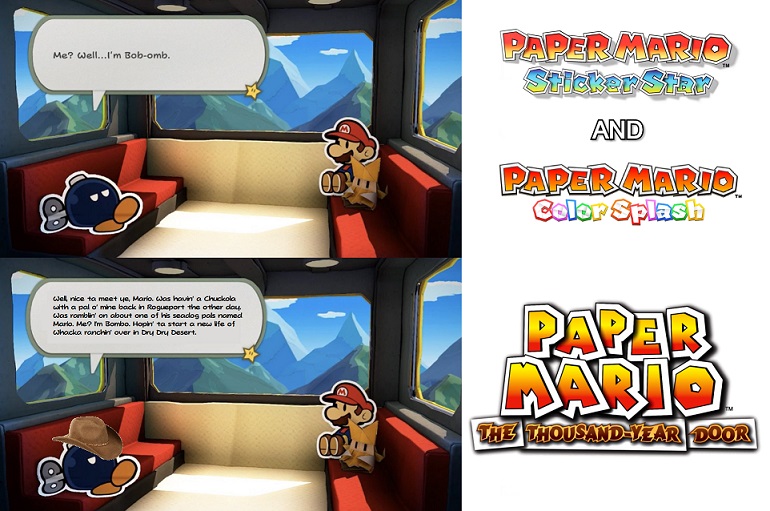 Me? Well...I'm Bob-omb.
PAPER MARIO™
Sticker Star
AND
PAPER MARIO™
Color Splash
Well, nice ta meet ye, Mario. Was havin' a Chuckola
with a pal o' mine back in Rogueport the other day.
Was ramblin' on about one of his seadog pals named
Mario. Me? I'm Bombo. Hopin' ta start a new life of
Whacka ranchin' over in Dry Dry Desert.
PAPER
MARIO™
THE THOUSAND-YEAR DOOR